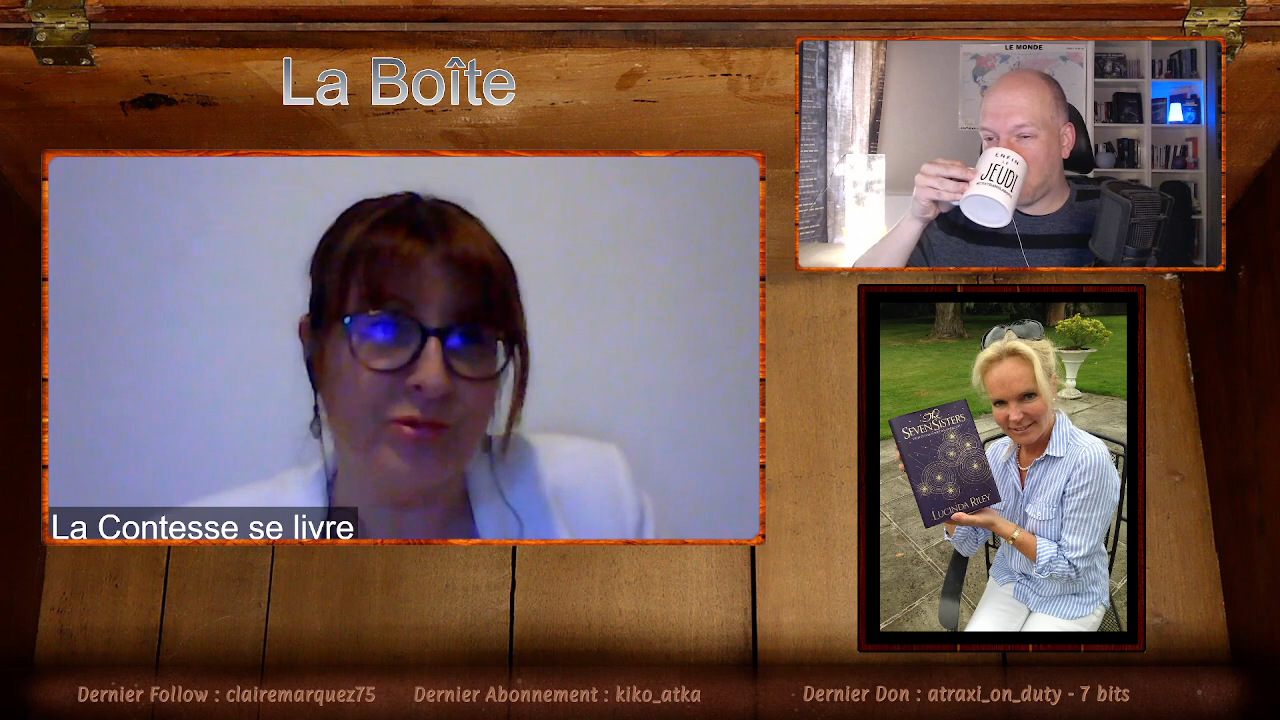 La Boîte
LE MONDE
ENFIN
LE
JEUDI
The
SEVEN SISTERS
LUCINDA RILEY
La Contesse se livre
Dernier Follow : clairemarquez75
Dernier Abonnement : kiko_atka
Dernier Don : atraxi_on_duty - 7 bits